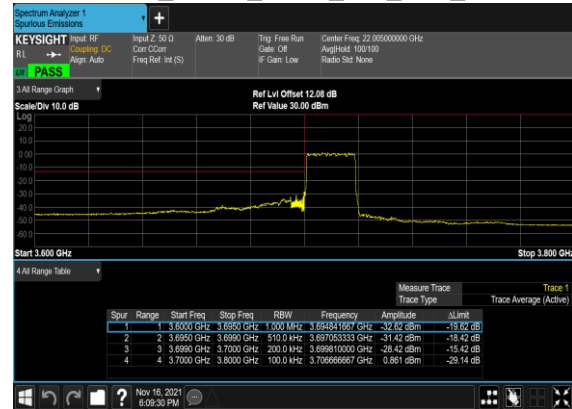 Spectrum Analyzer 1
Spurious Emissions
+
KEYSIGHT Input: RF Input Z: 50 Ω Atten: 30 dB Trig: Free Run Center Freq: 22.005000000 GHz
RL Coupling: DC Corr CCorr Gate: Off Avg|Hold: 100/100
Align: Auto Freq Ref: Int (S) IF Gain: Low Radio Std: None
LXI PASS
3 All Range Graph
Ref Lvl Offset 12.08 dB
Scale/Div 10.0 dB Ref Value 30.00 dBm
Log
20.0
10.0
0.00
-10.0
-20.0
-30.0
-40.0
-50.0
-60.0
Start 3.600 GHz Stop 3.800 GHz
4 All Range Table
Measure Trace Trace 1
Trace Type Trace Average (Active)
Spur Range Start Freq Stop Freq RBW Frequency Amplitude ΔLimit
1 1 3.6000 GHz 3.6950 GHz 1.000 MHz 3.694841667 GHz -32.62 dBm -19.62 dB
2 2 3.6950 GHz 3.6990 GHz 510.0 kHz 3.697053333 GHz -31.42 dBm -18.42 dB
3 3 3.6990 GHz 3.7000 GHz 200.0 kHz 3.699810000 GHz -28.42 dBm -15.42 dB
4 4 3.7000 GHz 3.8000 GHz 100.0 kHz 3.706666667 GHz 0.861 dBm -29.14 dB
? Nov 16, 2021
6:09:30 PM